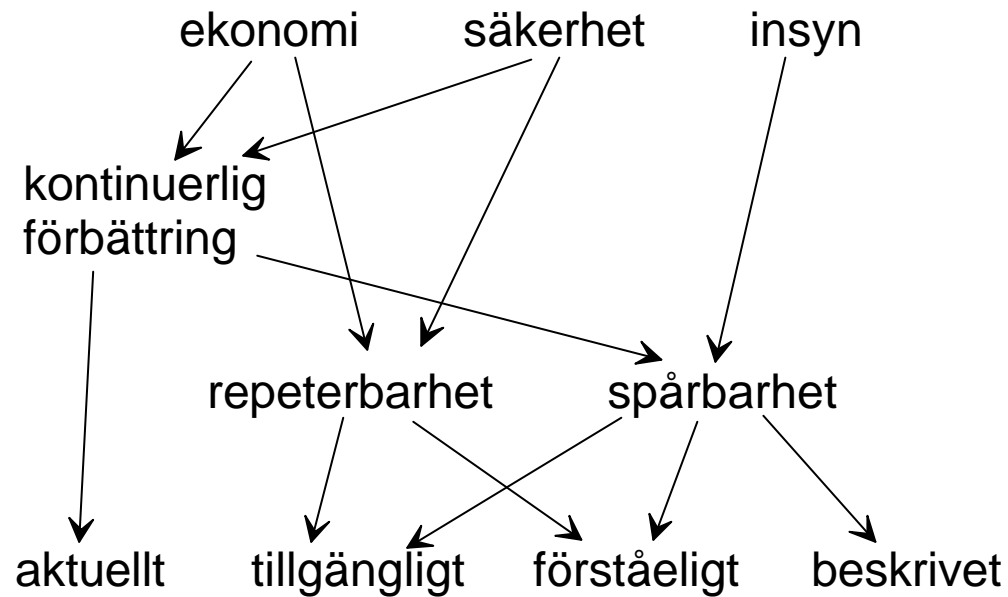 ekonomi säkerhet insyn
kontinuerlig
förbättring
repeterbarhet spårbarhet
aktuellt tillgängligt förståeligt beskrivet